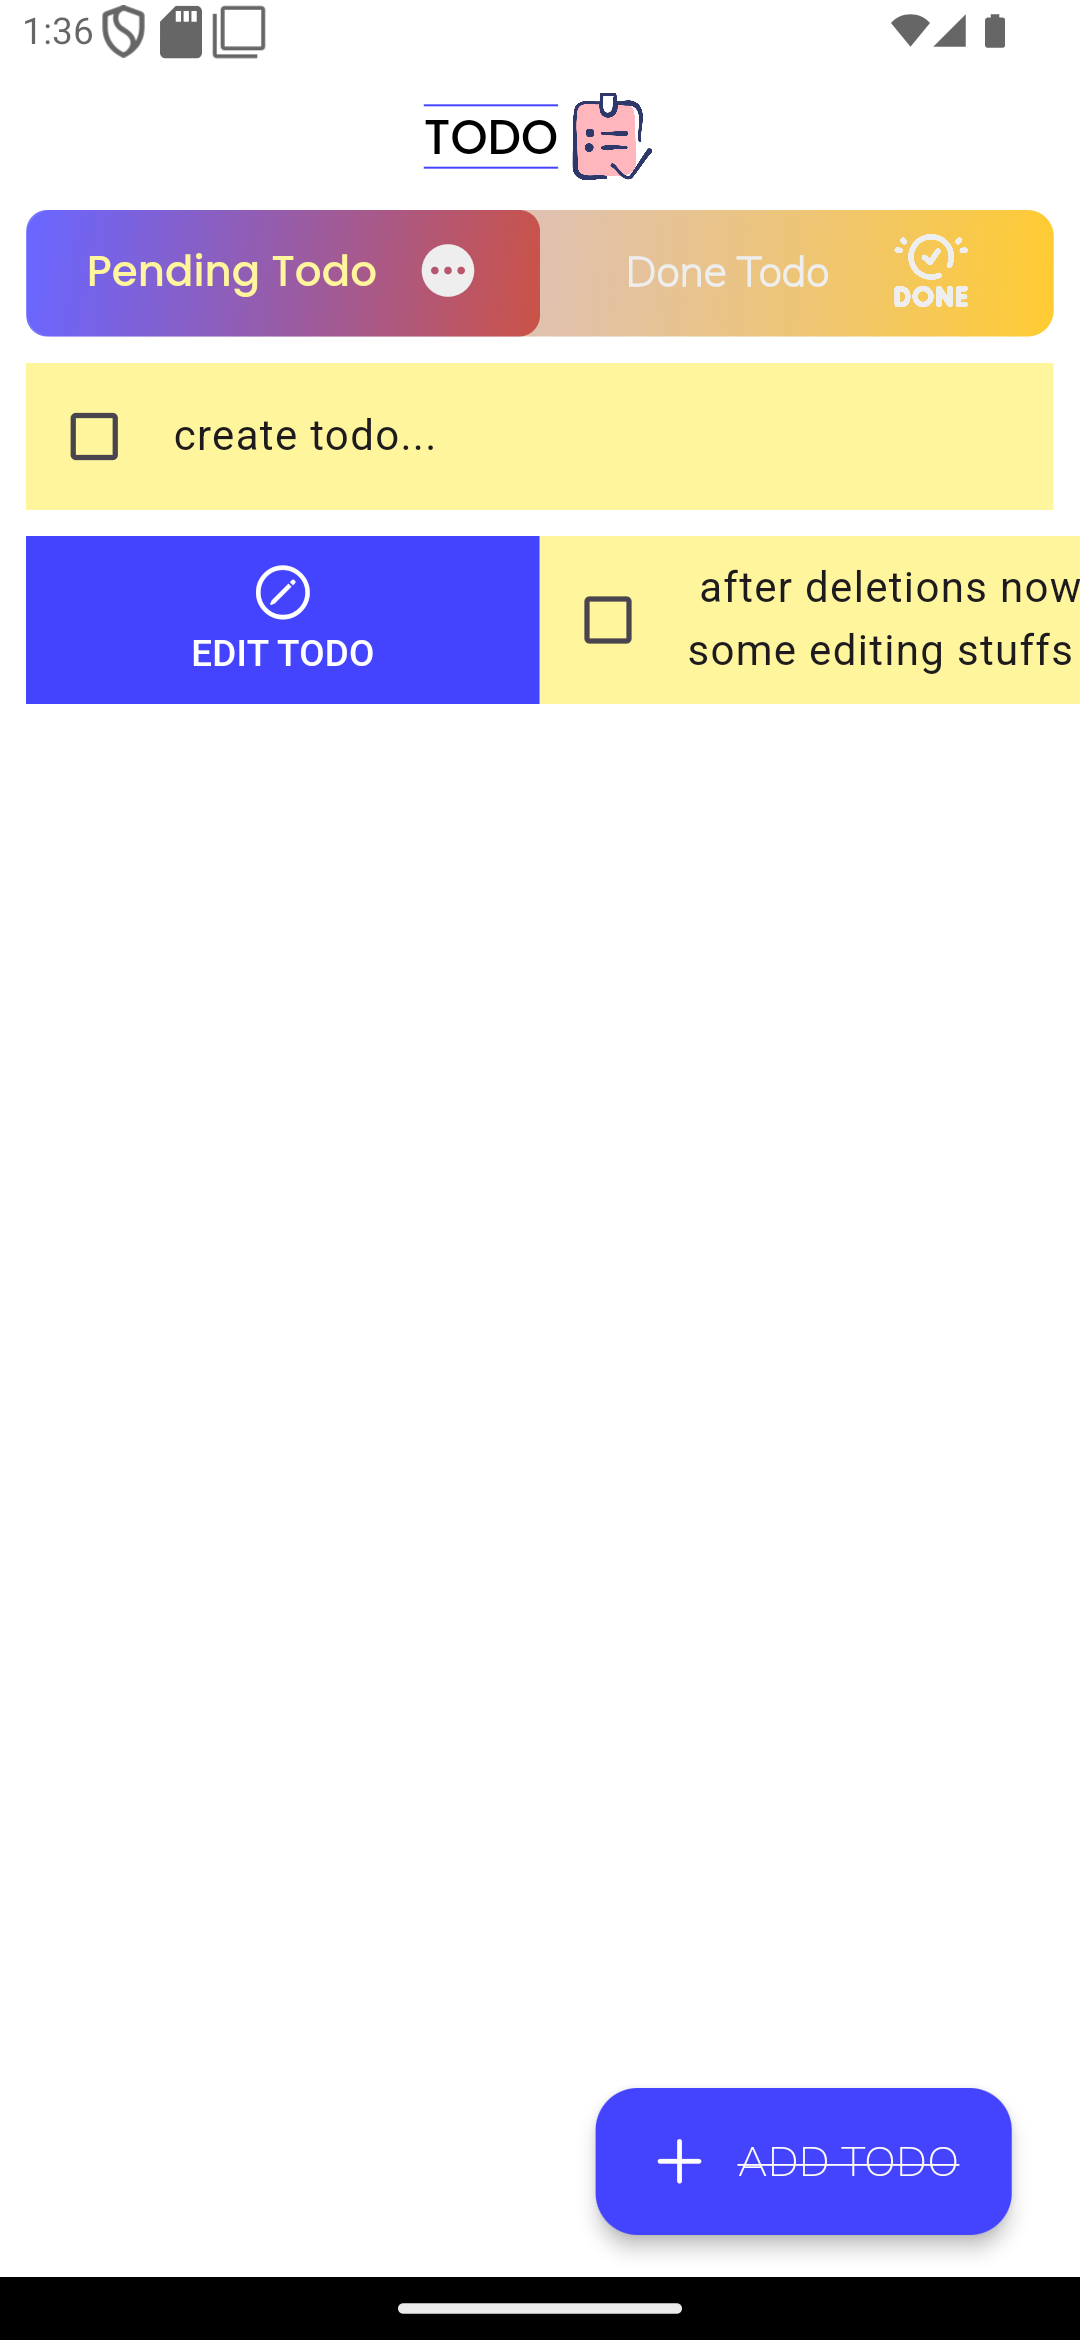 1:36
TODO
Pending Todo
Done Todo
DONE
create todo...
EDIT TODO
after deletions now
some editing stuffs
ADD TODO